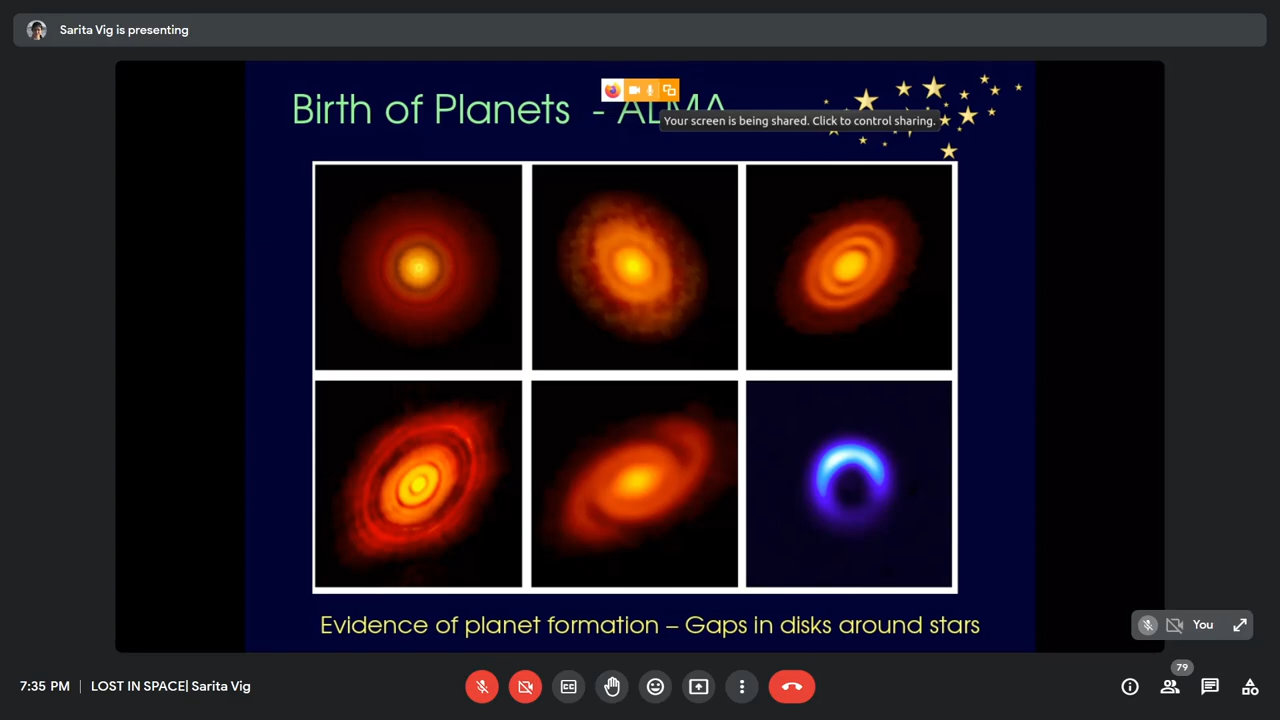 Sarita Vig is presenting
Birth of Planets - ALMA
Your screen is being shared. Click to control sharing.
Evidence of planet formation – Gaps in disks around stars
You
79
7:35 PM | LOST IN SPACE| Sarita Vig